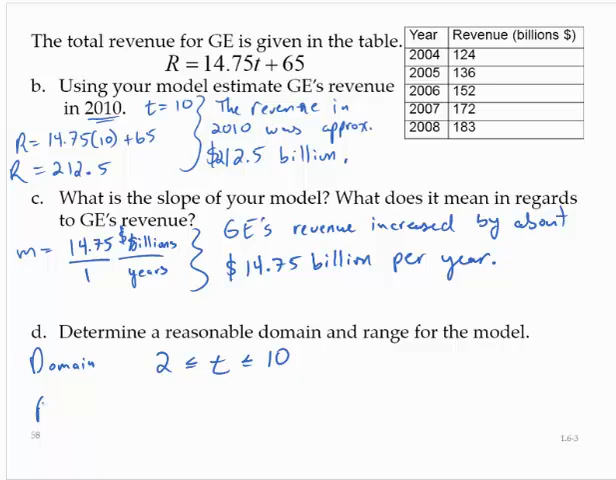 The total revenue for GE is given in the table.
R = 14.75t + 65
Year Revenue (billions $)
2004 124
2005 136
2006 152
2007 172
2008 183
b. Using your model estimate GE's revenue
in 2010. t = 10
R = 14.75(10) + 65
R = 212.5
The revenue in
2010 was approx.
$212.5 billion.
c. What is the slope of your model? What does it mean in regards
to GE's revenue?
m = 14.75 $ billions
1 years
GE's revenue increased by about
$14.75 billion per year.
d. Determine a reasonable domain and range for the model.
Domain 2 ≤ t ≤ 10
58
1.6-3